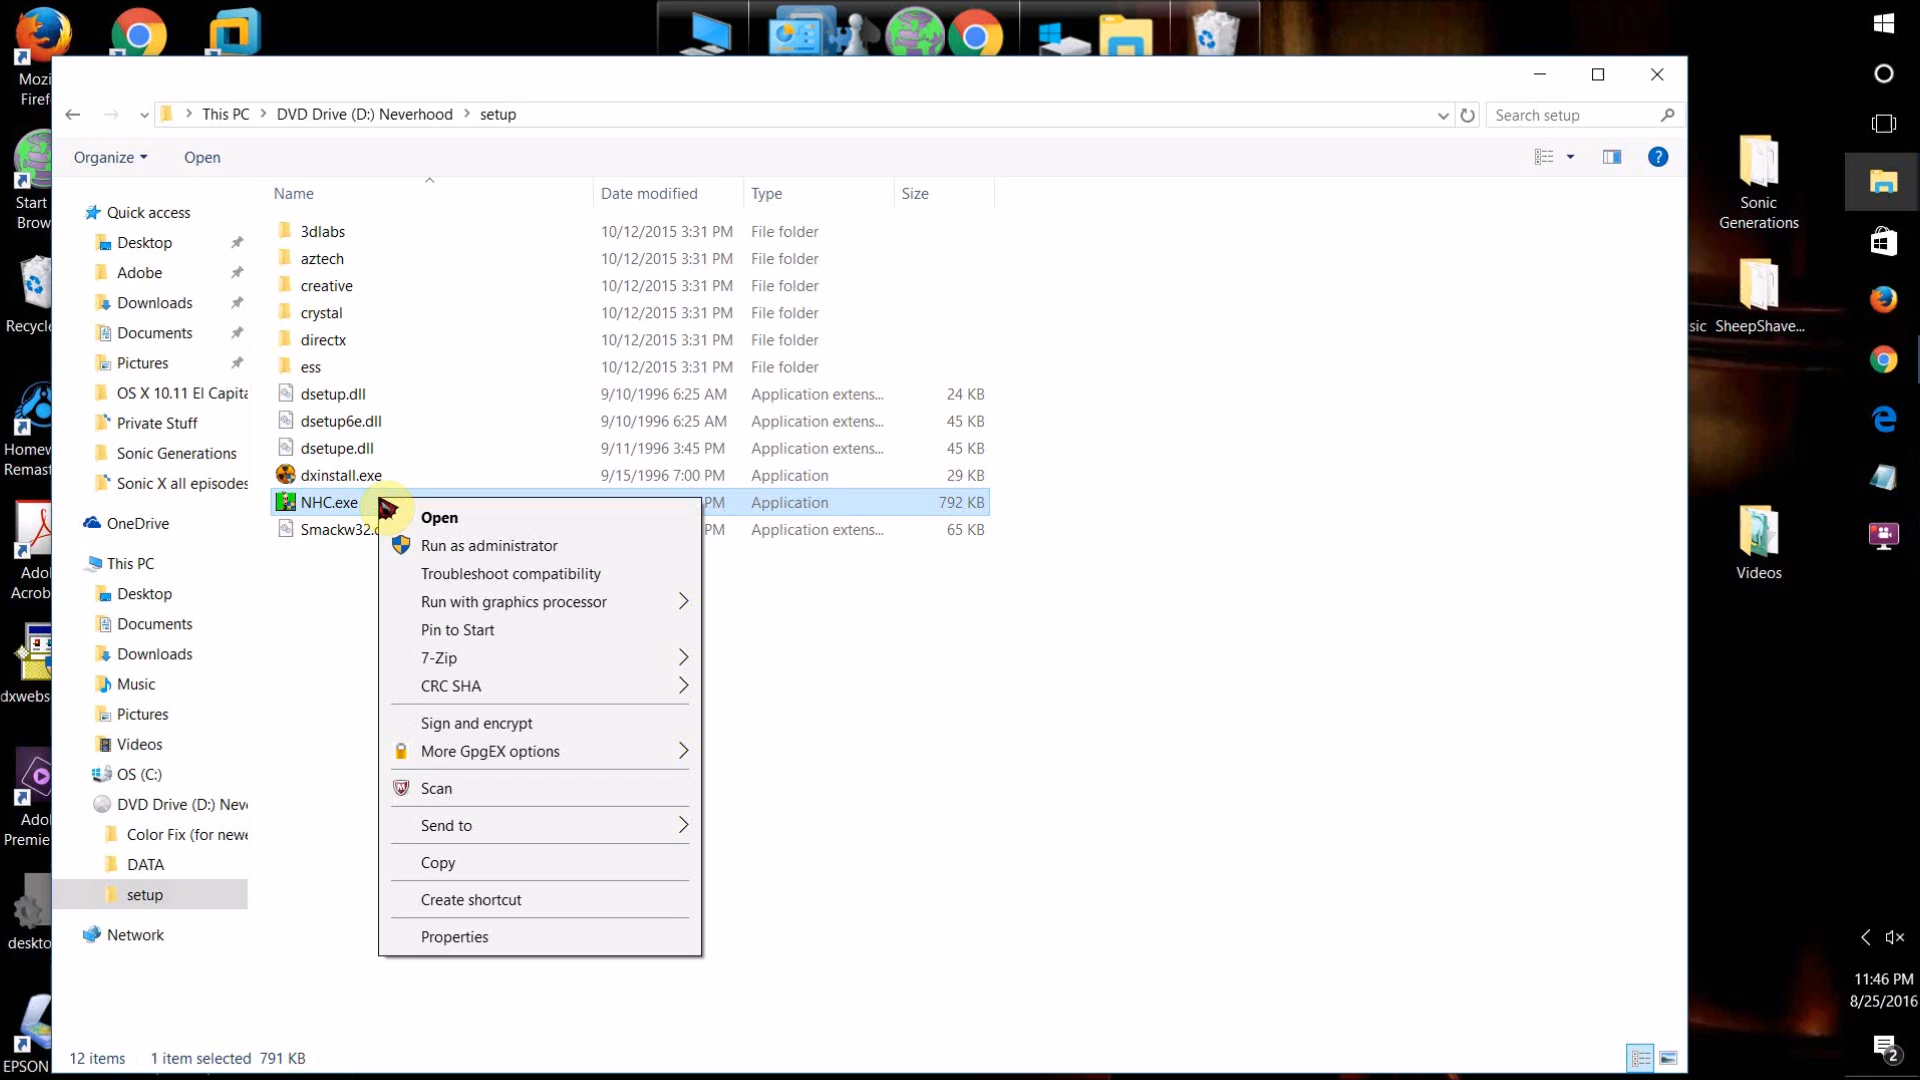 Mozi
Firef
Start
Brow
Recycle
Homew
Remast
Ado
Acrob
dxwebs
Ado
Premie
deskto
EPSON
This PC
DVD Drive (D:) Neverhood
setup
Search setup
Organize
Open
Name
Date modified
Type
Size
Quick access
Desktop
Adobe
Downloads
Documents
Pictures
OS X 10.11 El Capita
Private Stuff
Sonic Generations
Sonic X all episodes
OneDrive
This PC
Desktop
Documents
Downloads
Music
Pictures
Videos
OS (C:)
DVD Drive (D:) Neve
Color Fix (for newe
DATA
setup
Network
3dlabs 10/12/2015 3:31 PM File folder
aztech 10/12/2015 3:31 PM File folder
creative 10/12/2015 3:31 PM File folder
crystal 10/12/2015 3:31 PM File folder
directx 10/12/2015 3:31 PM File folder
ess 10/12/2015 3:31 PM File folder
dsetup.dll 9/10/1996 6:25 AM Application extens... 24 KB
dsetup6e.dll 9/10/1996 6:25 AM Application extens... 45 KB
dsetupe.dll 9/11/1996 3:45 PM Application extens... 45 KB
dxinstall.exe 9/15/1996 7:00 PM Application 29 KB
NHC.exe PM Application 792 KB
Smackw32.d PM Application extens... 65 KB
Open
Run as administrator
Troubleshoot compatibility
Run with graphics processor
Pin to Start
7-Zip
CRC SHA
Sign and encrypt
More GpgEX options
Scan
Send to
Copy
Create shortcut
Properties
12 items 1 item selected 791 KB
Sonic
Generations
sic
SheepShave...
Videos
11:46 PM
8/25/2016
2